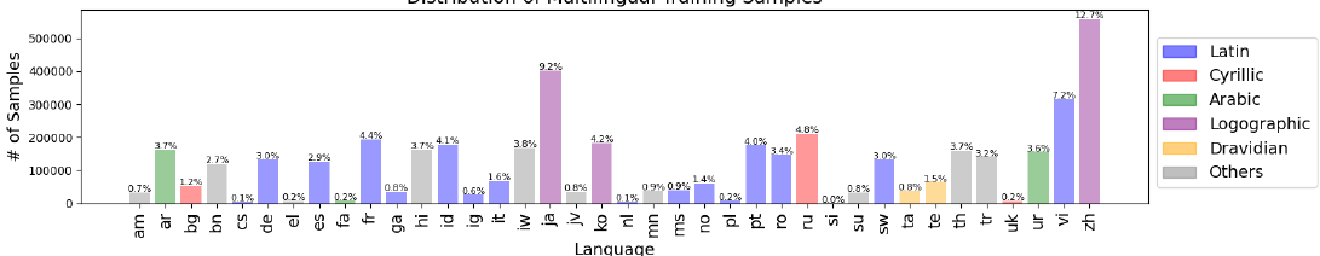 Distribution of Multilingual Training Samples
# of Samples
500000
400000
300000
200000
100000
0
0.7% 3.7% 1.2% 2.7% 0.1% 3.0% 0.2% 2.9% 0.2% 4.4% 0.8% 3.7% 4.1% 0.6% 1.6% 3.8% 9.2% 0.8% 4.2% 0.1% 0.9% 0.9% 1.4% 0.2% 4.0% 3.4% 4.8% 0.0% 0.8% 3.0% 0.8% 1.5% 3.7% 3.2% 0.2% 3.6% 7.2% 12.7%
am ar bg bn cs de el es fa fr ga hi id ig it iw ja jv ko nl mn ms no pl pt ro ru si su sw ta te th tr uk ur vi zh
Language
Latin
Cyrillic
Arabic
Logographic
Dravidian
Others